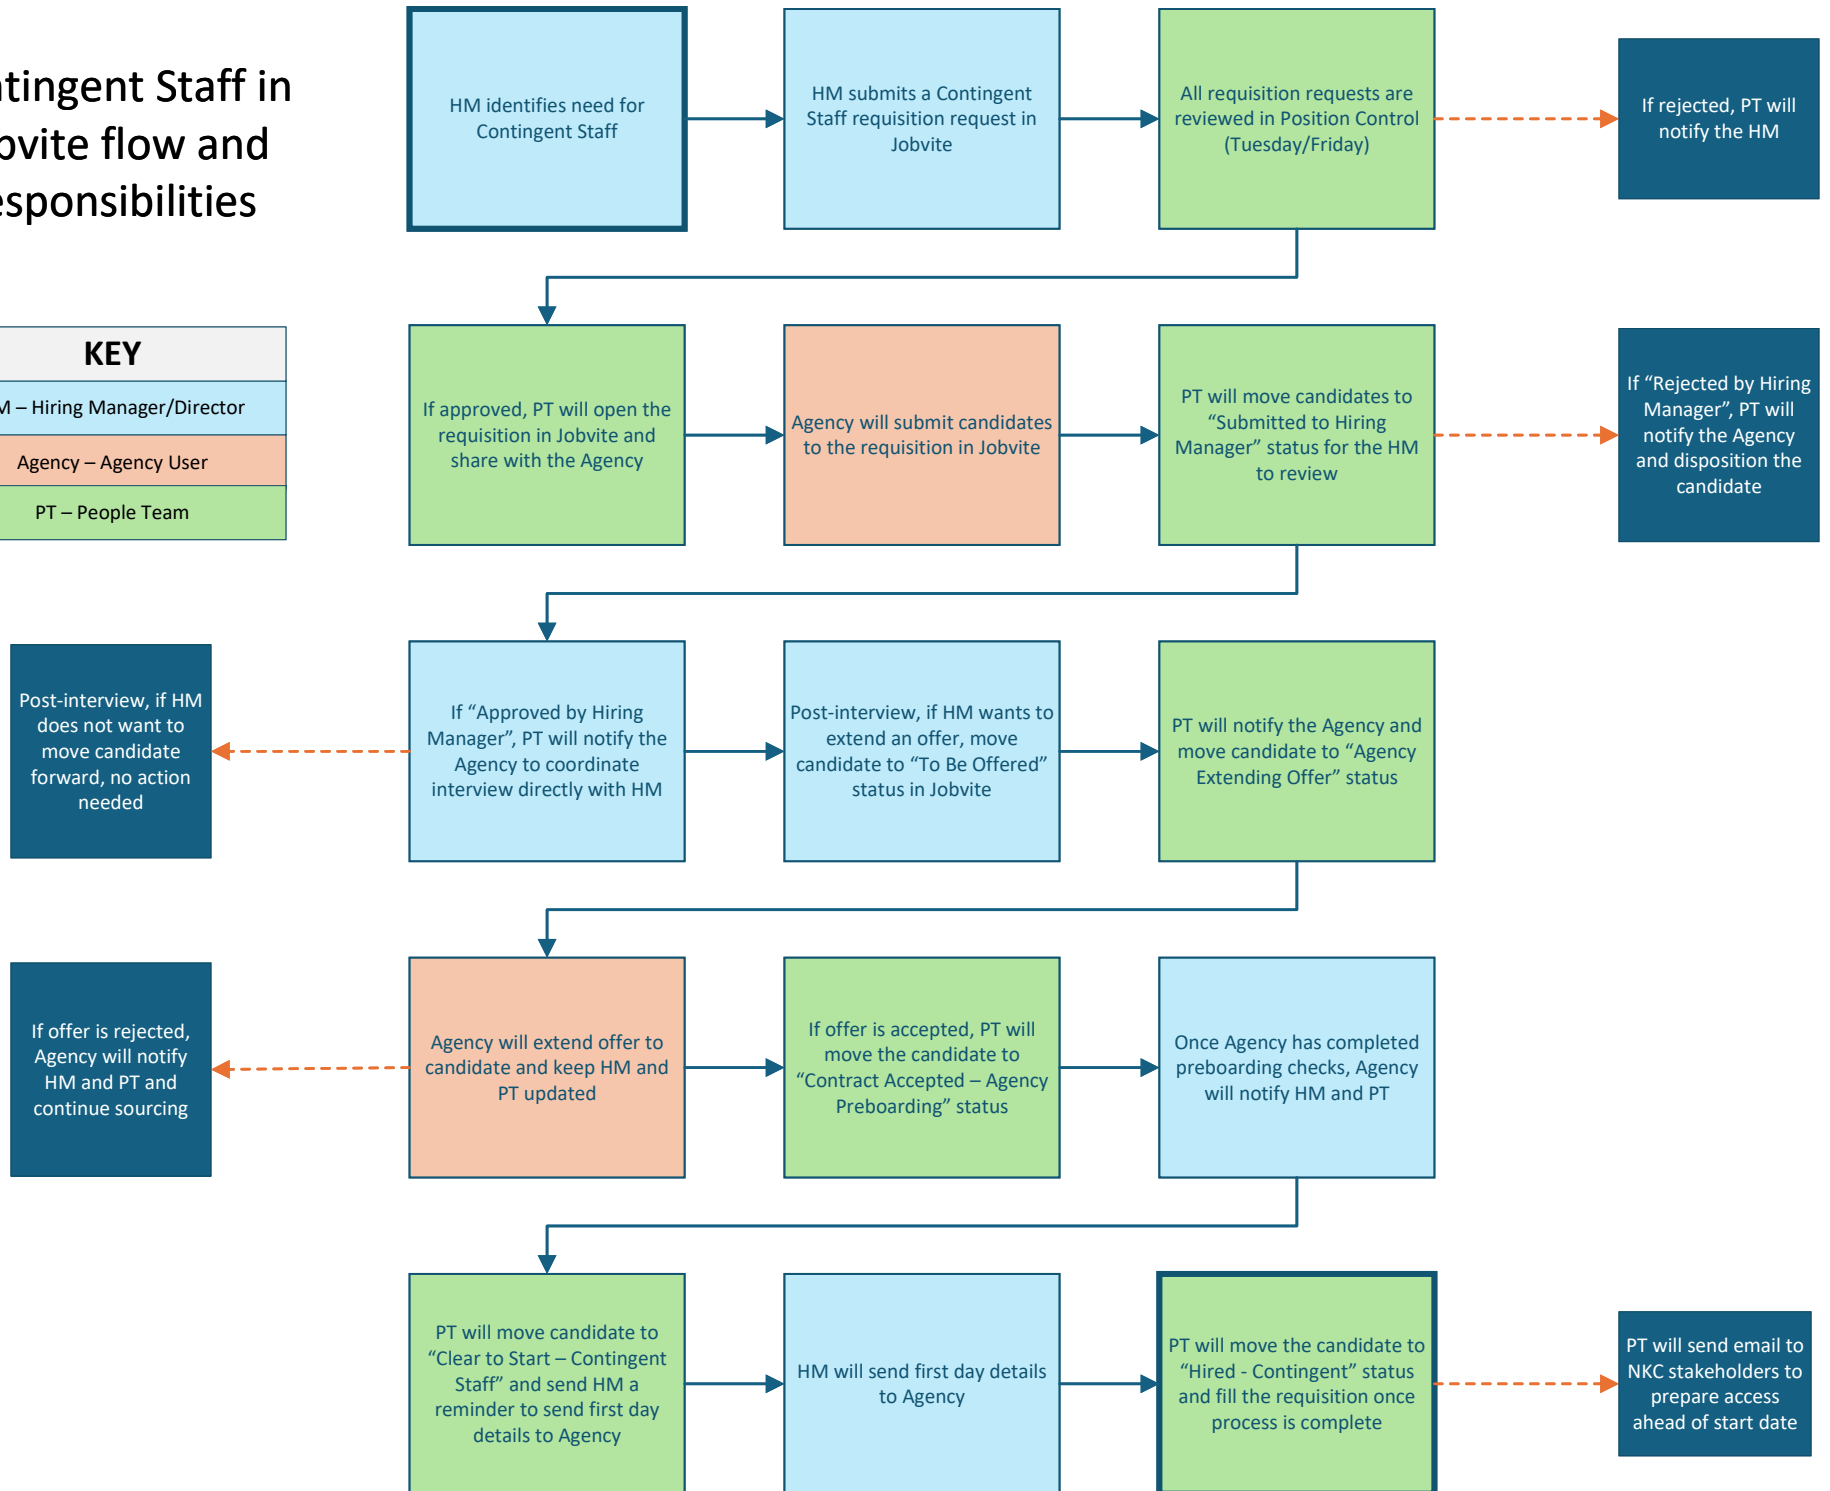 ntingent Staff in
bvite flow and
esponsibilities
HM identifies need for
Contingent Staff
HM submits a Contingent
Staff requisition request in
Jobvite
All requisition requests are
reviewed in Position Control
(Tuesday/Friday)
If rejected, PT will
notify the HM
KEY
M – Hiring Manager/Director
Agency – Agency User
PT – People Team
If approved, PT will open the
requisition in Jobvite and
share with the Agency
Agency will submit candidates
to the requisition in Jobvite
PT will move candidates to
“Submitted to Hiring
Manager” status for the HM
to review
If “Rejected by Hiring
Manager”, PT will
notify the Agency
and disposition the
candidate
Post-interview, if HM
does not want to
move candidate
forward, no action
needed
If “Approved by Hiring
Manager”, PT will notify the
Agency to coordinate
interview directly with HM
Post-interview, if HM wants to
extend an offer, move
candidate to “To Be Offered”
status in Jobvite
PT will notify the Agency and
move candidate to “Agency
Extending Offer” status
If offer is rejected,
Agency will notify
HM and PT and
continue sourcing
Agency will extend offer to
candidate and keep HM and
PT updated
If offer is accepted, PT will
move the candidate to
“Contract Accepted – Agency
Preboarding” status
Once Agency has completed
preboarding checks, Agency
will notify HM and PT
PT will move candidate to
“Clear to Start – Contingent
Staff” and send HM a
reminder to send first day
details to Agency
HM will send first day details
to Agency
PT will move the candidate to
“Hired - Contingent” status
and fill the requisition once
process is complete
PT will send email to
NKC stakeholders to
prepare access
ahead of start date